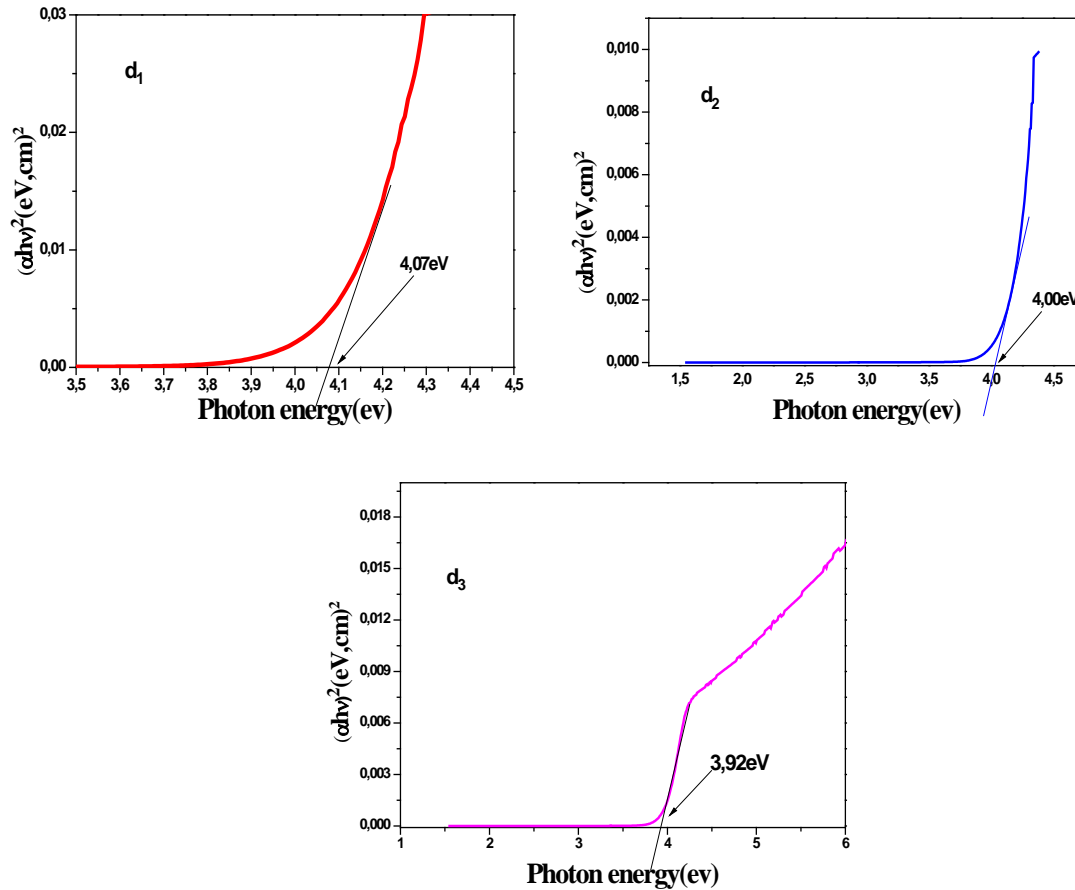 0,03
0,02
0,01
0,00
(αhν)²(eV,cm)²
d₁
4,07eV
3,5 3,6 3,7 3,8 3,9 4,0 4,1 4,2 4,3 4,4 4,5
Photon energy(ev)
0,010
0,008
0,006
0,004
0,002
0,000
(αhν)²(eV,cm)²
d₂
4,00eV
1,5 2,0 2,5 3,0 3,5 4,0 4,5
Photon energy(ev)
0,018
0,015
0,012
0,009
0,006
0,003
0,000
(αhν)²(eV,cm)²
d₃
3,92eV
1 2 3 4 5 6
Photon energy(ev)